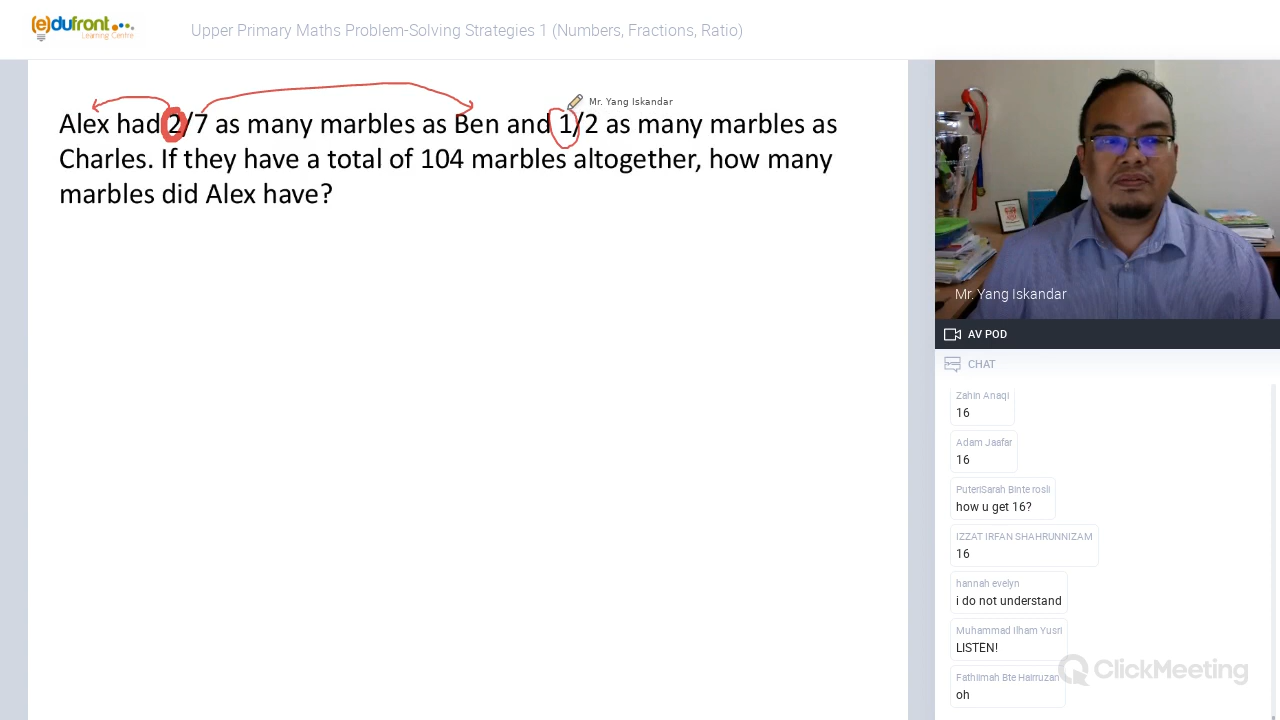 (e)dufront
Learning Centre
Upper Primary Maths Problem-Solving Strategies 1 (Numbers, Fractions, Ratio)
Mr. Yang Iskandar
Alex had 2/7 as many marbles as Ben and 1/2 as many marbles as
Charles. If they have a total of 104 marbles altogether, how many
marbles did Alex have?
Mr. Yang Iskandar
AV POD
CHAT
Zahin Anaqi
16
Adam Jaafar
16
PuteriSarah Binte rosli
how u get 16?
IZZAT IRFAN SHAHRUNNIZAM
16
hannah evelyn
i do not understand
Muhammad Ilham Yusri
LISTEN!
Fathiimah Bte Hairruzan
oh
ClickMeeting